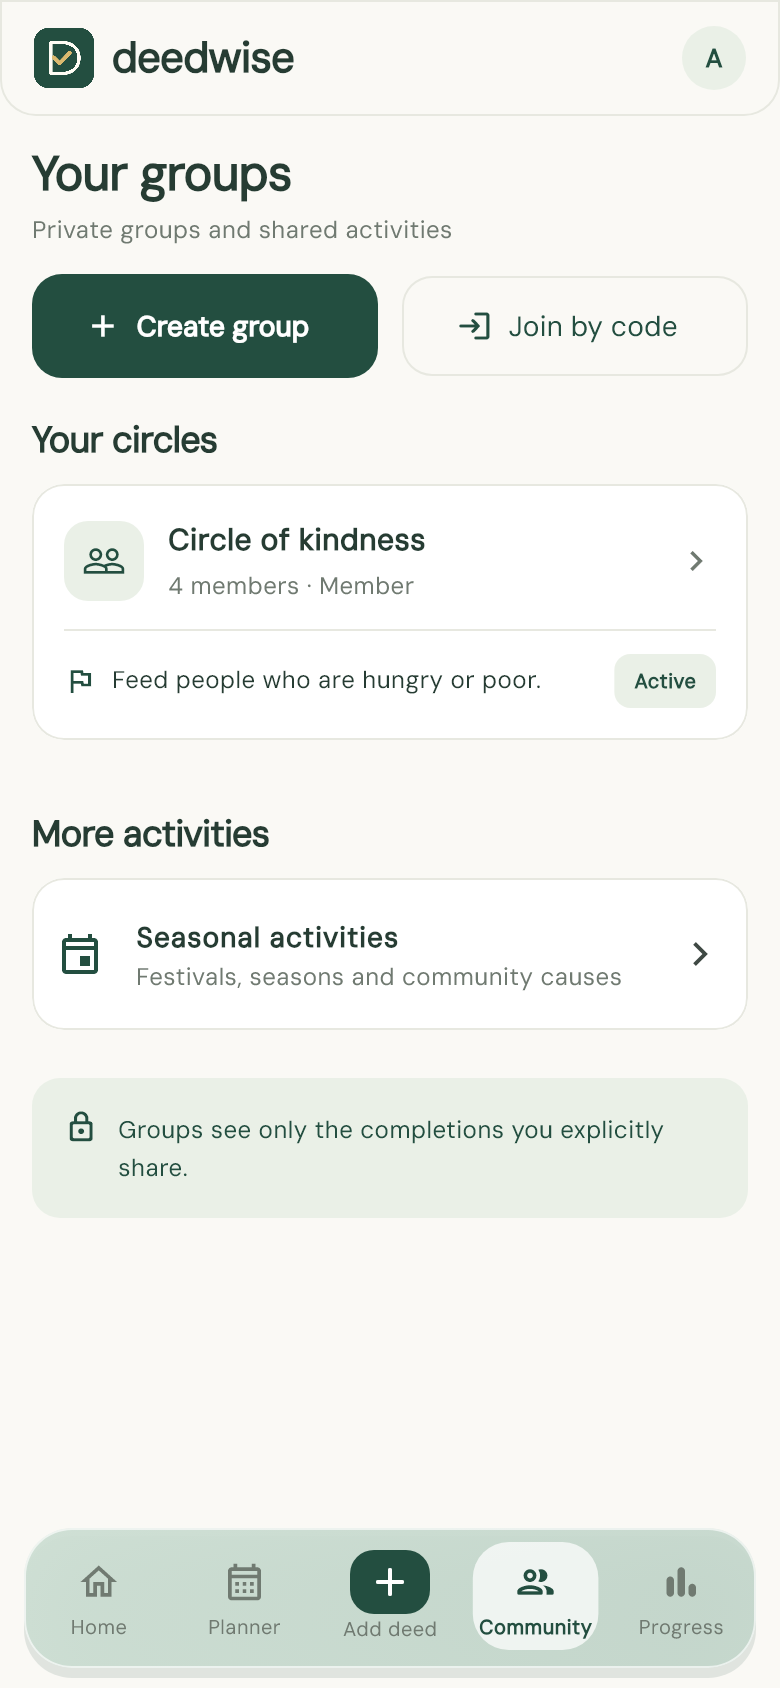 deedwise
A
Your groups
Private groups and shared activities
Create group
Join by code
Your circles
Circle of kindness
4 members · Member
Feed people who are hungry or poor.
Active
More activities
Seasonal activities
Festivals, seasons and community causes
Groups see only the completions you explicitly
share.
Home
Planner
Add deed
Community
Progress